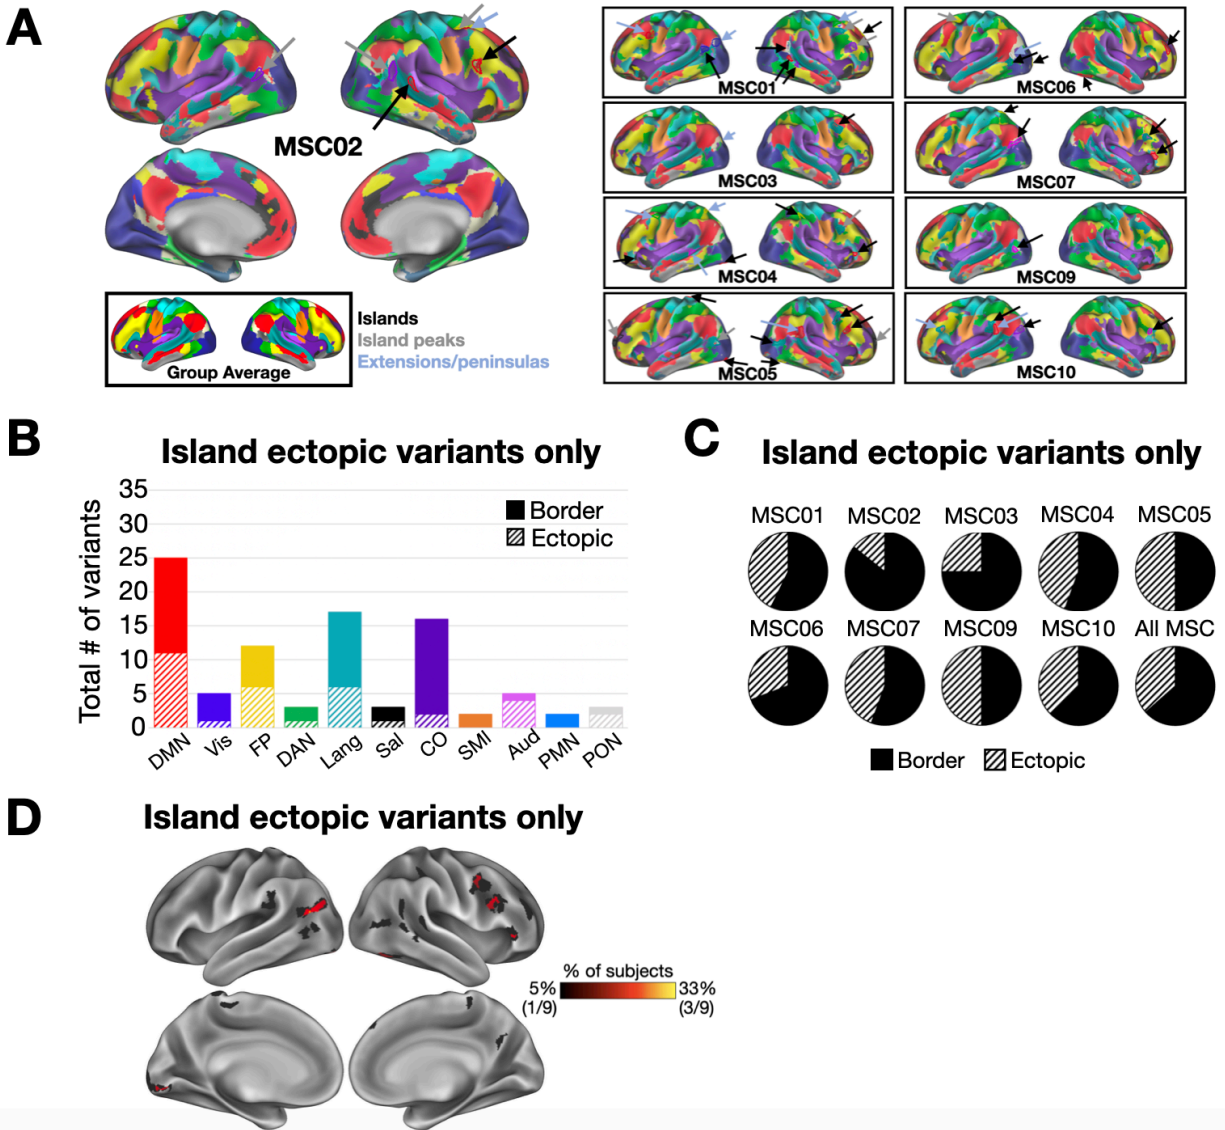 A
MSC02
Group Average
Islands
Island peaks
Extensions/peninsulas
MSC01
MSC06
MSC03
MSC07
MSC04
MSC09
MSC05
MSC10
B
Island ectopic variants only
Total # of variants
35
30
25
20
15
10
5
0
Border
Ectopic
DMN
Vis
FP
DAN
Lang
Sal
CO
SMI
Aud
PMN
PON
C
Island ectopic variants only
MSC01 MSC02 MSC03 MSC04 MSC05
MSC06 MSC07 MSC09 MSC10 All MSC
Border Ectopic
D
Island ectopic variants only
% of subjects
5% 33%
(1/9) (3/9)